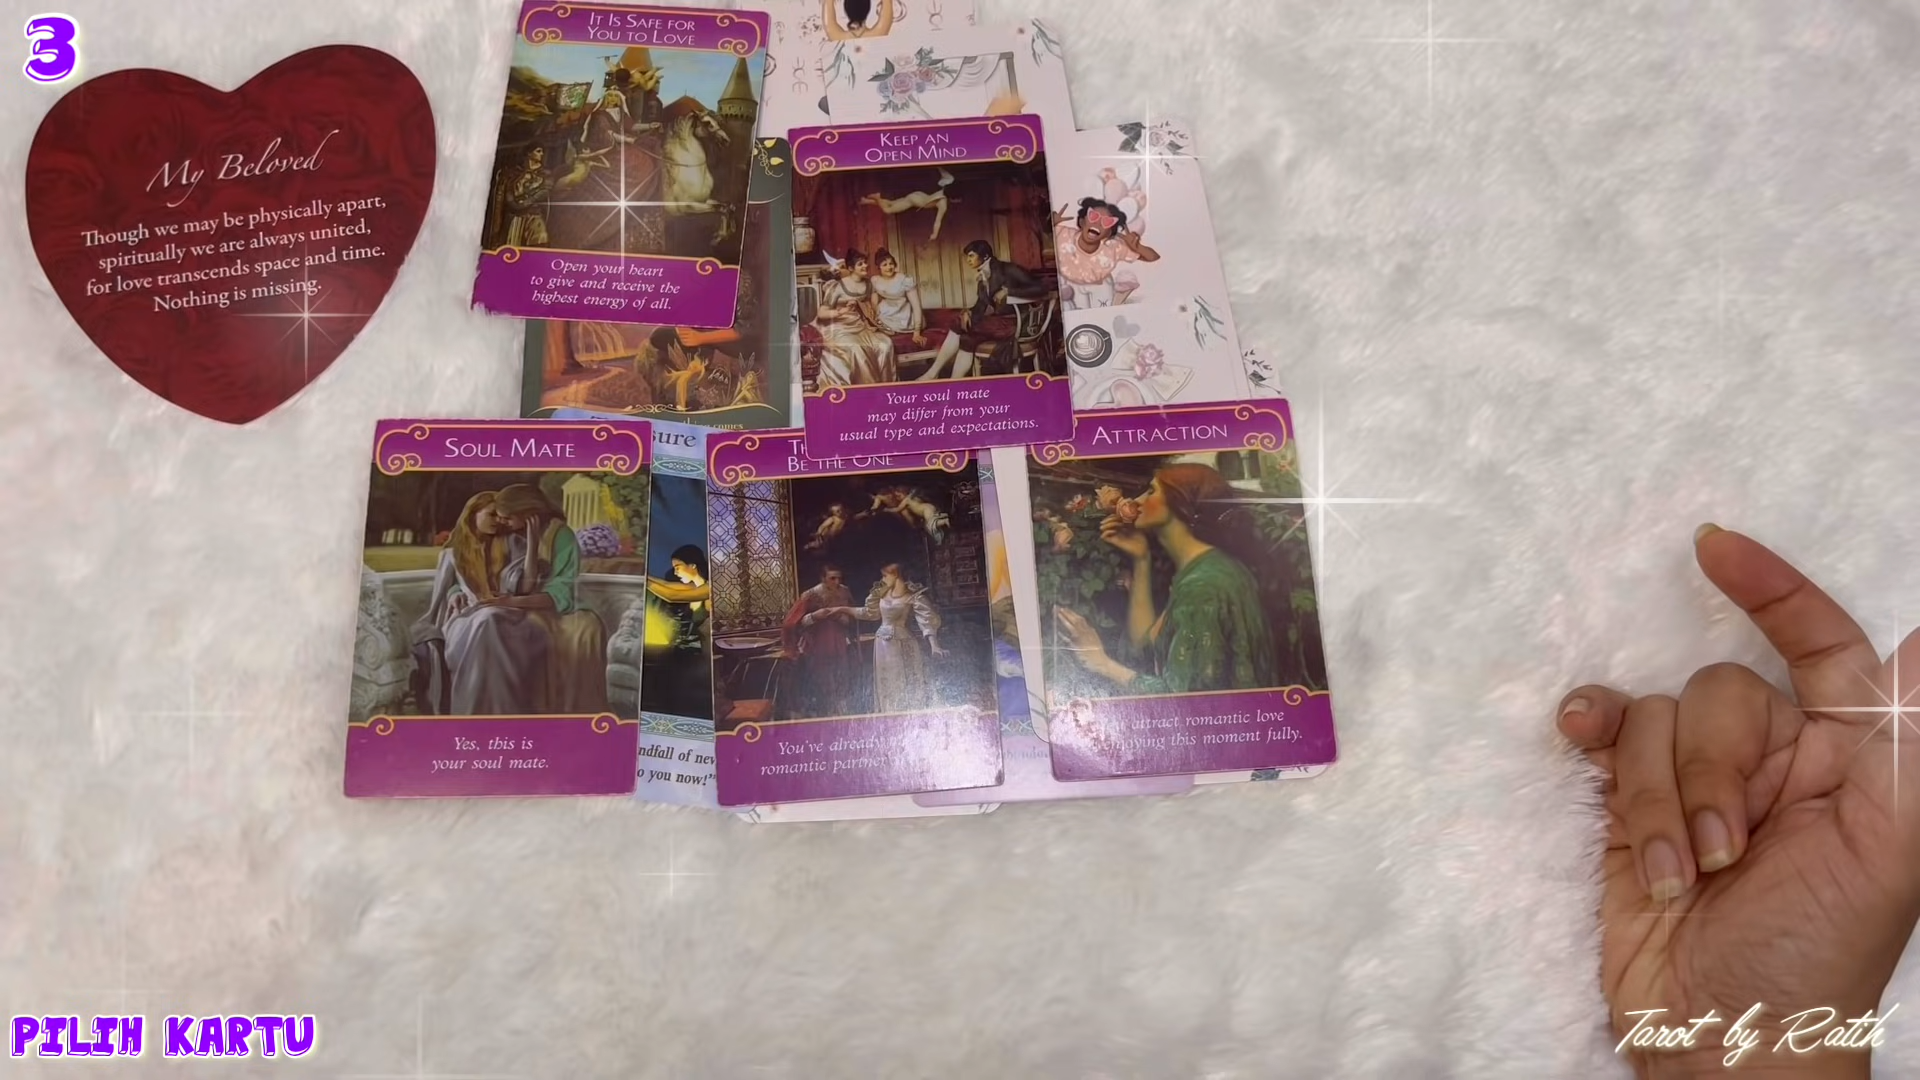 3
My Beloved
Though we may be physically apart,
spiritually we are always united,
for love transcends space and time.
Nothing is missing.
It Is Safe for
You to Love
Open your heart
to give and receive the
highest energy of all.
Keep an
Open Mind
Your soul mate
may differ from your
usual type and expectations.
comes
Soul Mate
Yes, this is
your soul mate.
sure
ndfall of new
o you now!"
Be the One
You've already
romantic partner
Attraction
attract romantic love
enjoying this moment fully.
PILIH KARTU
Tarot by Ratih